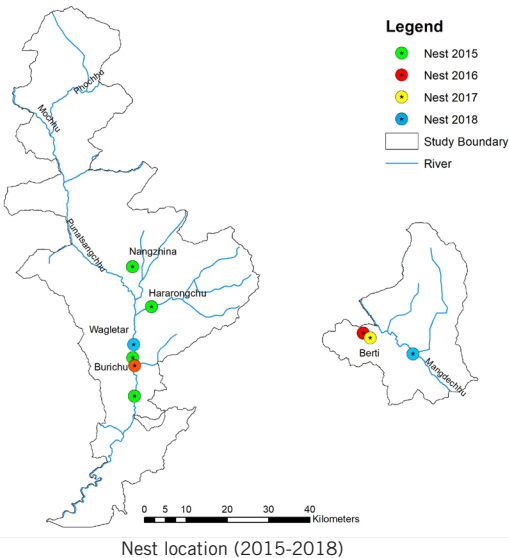 Legend
Nest 2015
Nest 2016
Nest 2017
Nest 2018
Study Boundary
River
Phochhu
Mochhu
Punatsangchhu
Nangzhina
Hararongchu
Wagletar
Burichu
Berti
Mangdechhu
0 5 10 20 30 40
Kilometers
Nest location (2015-2018)